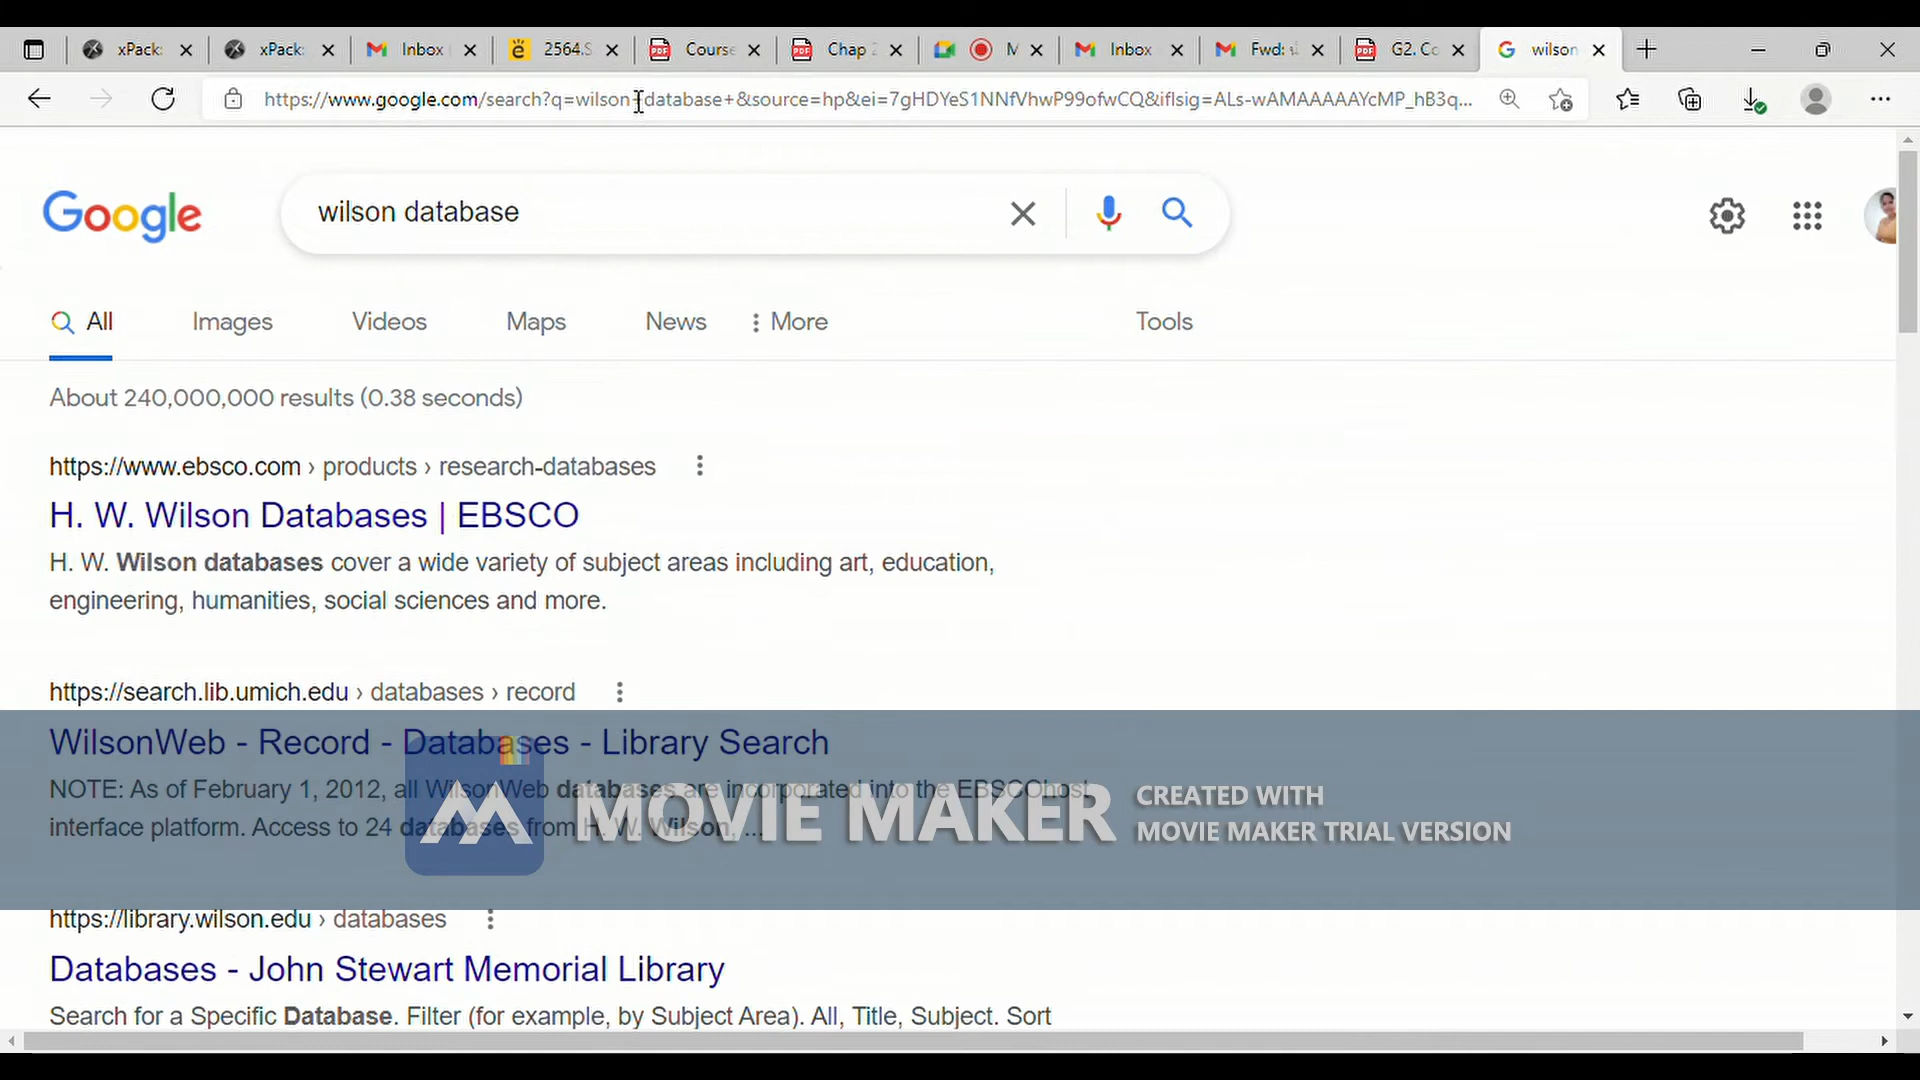 xPack: xPack: Inbox 2564.S Course Chap 2 M Inbox Fwd: G2. Co wilson
https://www.google.com/search?q=wilson+database+&source=hp&ei=7gHDYeS1NNfVhwP99ofwCQ&iflsig=ALs-wAMAAAAAYcMP_hB3q...
Google
wilson database
All Images Videos Maps News More Tools
About 240,000,000 results (0.38 seconds)
https://www.ebsco.com › products › research-databases
H. W. Wilson Databases | EBSCO
H. W. Wilson databases cover a wide variety of subject areas including art, education,
engineering, humanities, social sciences and more.
https://search.lib.umich.edu › databases › record
WilsonWeb - Record - Databases - Library Search
NOTE: As of February 1, 2012, all WilsonWeb databases are incorporated into the EBSCOhost
interface platform. Access to 24 databases from H. W. Wilson, ...
MOVIE MAKER
CREATED WITH
MOVIE MAKER TRIAL VERSION
https://library.wilson.edu › databases
Databases - John Stewart Memorial Library
Search for a Specific Database. Filter (for example, by Subject Area). All, Title, Subject. Sort